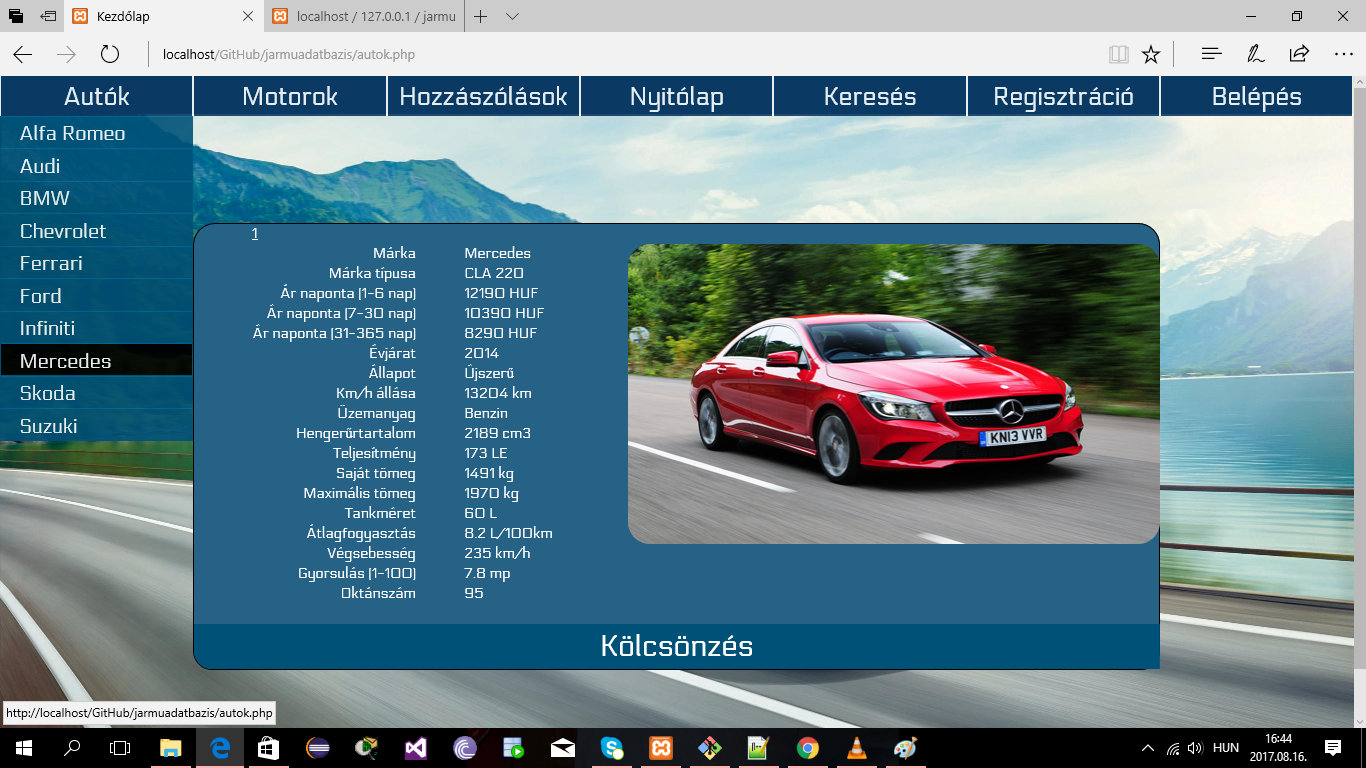 Kezdőlap
localhost / 127.0.0.1 / jarmu
localhost/GitHub/jarmuadatbazis/autok.php
Autók Motorok Hozzászólások Nyitólap Keresés Regisztráció Belépés
Alfa Romeo
Audi
BMW
Chevrolet
Ferrari
Ford
Infiniti
Mercedes
Skoda
Suzuki
1
Márka Mercedes
Márka típusa CLA 220
Ár naponta (1-6 nap) 12190 HUF
Ár naponta (7-30 nap) 10390 HUF
Ár naponta (31-365 nap) 8290 HUF
Évjárat 2014
Állapot Újszerű
Km/h állása 13204 km
Üzemanyag Benzin
Hengerűrtartalom 2189 cm3
Teljesítmény 173 LE
Saját tömeg 1491 kg
Maximális tömeg 1970 kg
Tankméret 60 L
Átlagfogyasztás 8.2 L/100km
Végsebesség 235 km/h
Gyorsulás (1-100) 7.8 mp
Oktánszám 95
KN13 VVR
Kölcsönzés
http://localhost/GitHub/jarmuadatbazis/autok.php
HUN
16:44
2017.08.16.